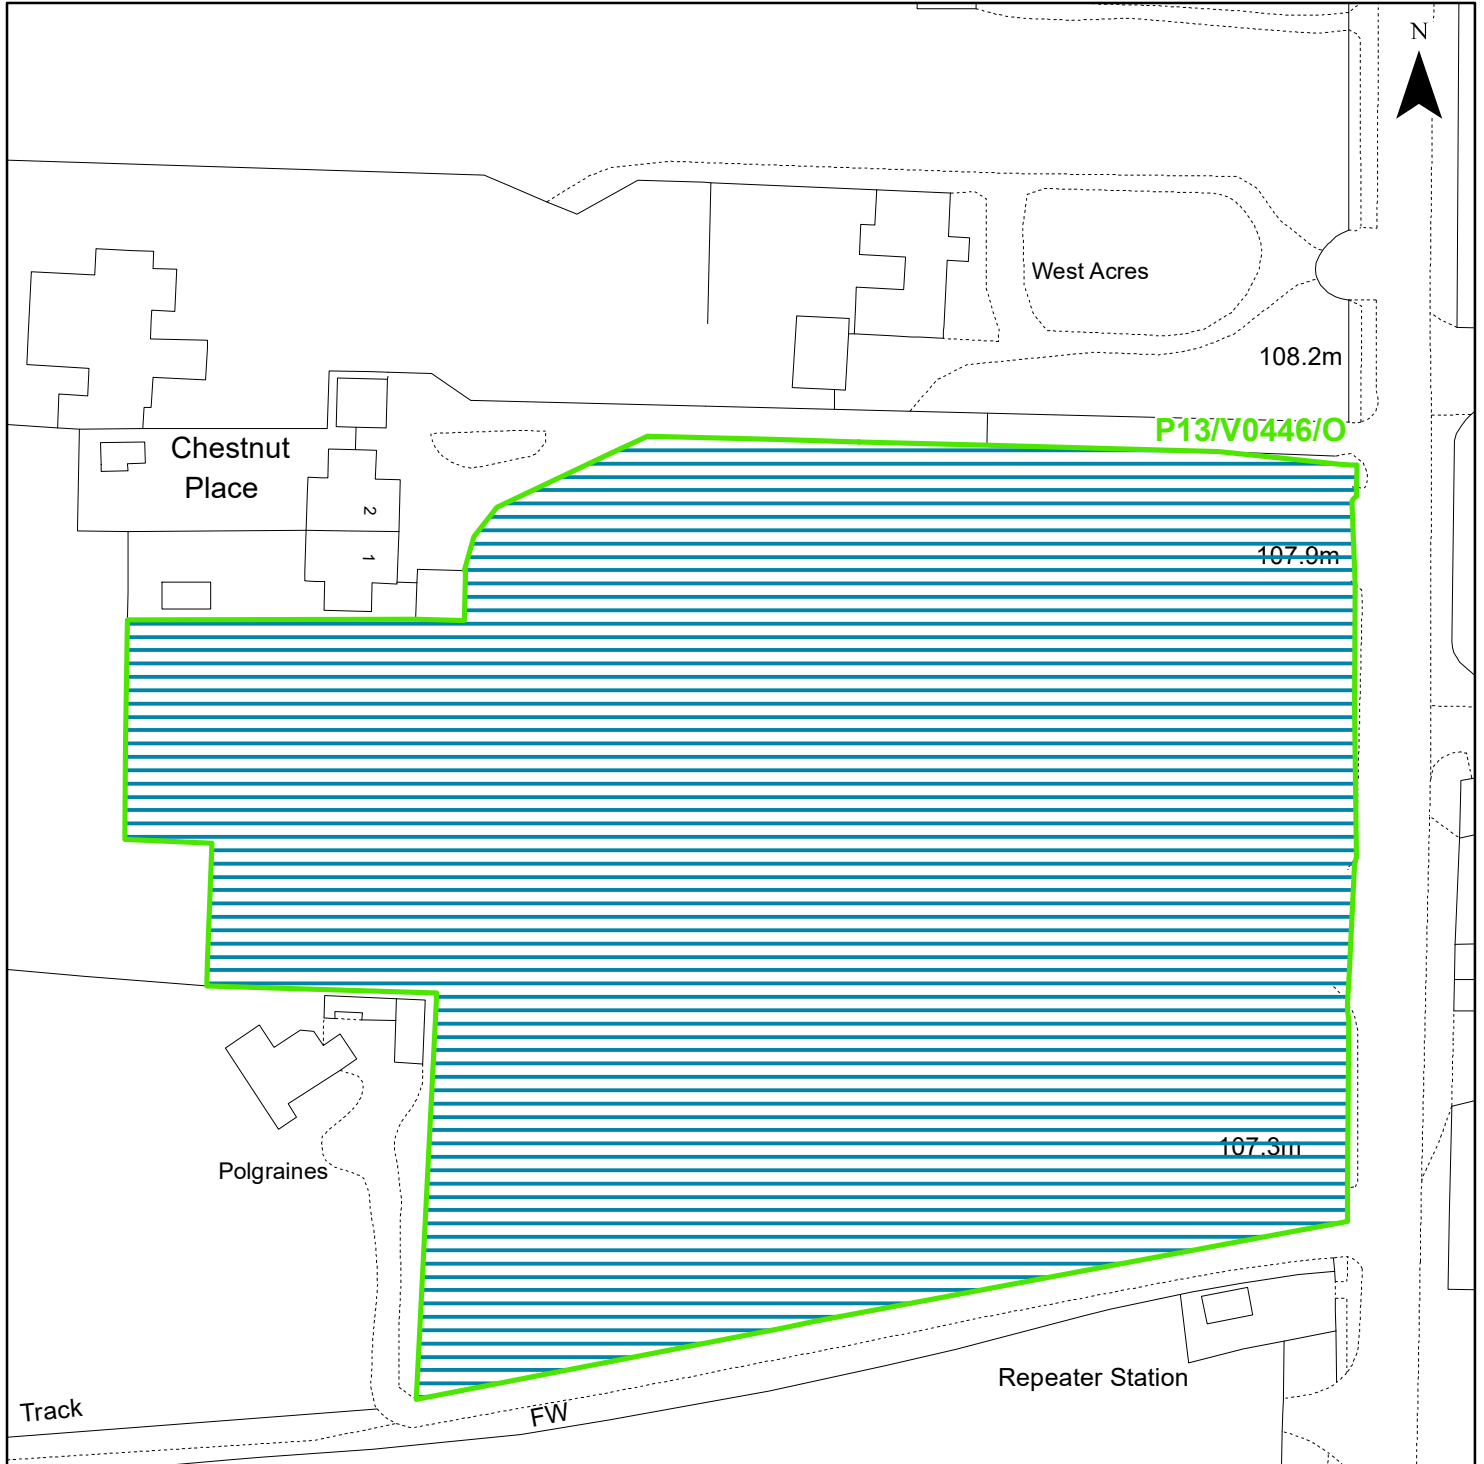 N
West Acres
108.2m
P13/V0446/O
Chestnut
Place
2
1
107.9m
107.3m
Polgraines
Repeater Station
Track
FW